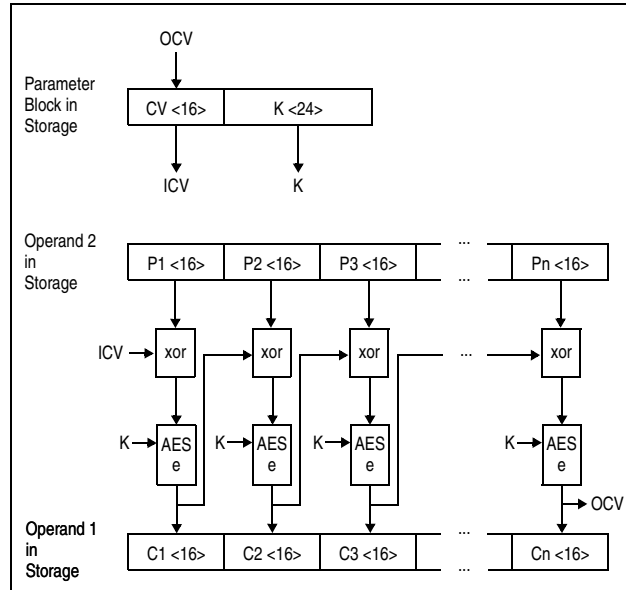 OCV
Parameter
Block in
Storage
CV <16> K <24>
ICV K
Operand 2
in
Storage
P1 <16> P2 <16> P3 <16> ... ... Pn <16>
ICV xor xor xor ... xor
K AES e K AES e K AES e K AES e
OCV
Operand 1
in
Storage
C1 <16> C2 <16> C3 <16> ... ... Cn <16>